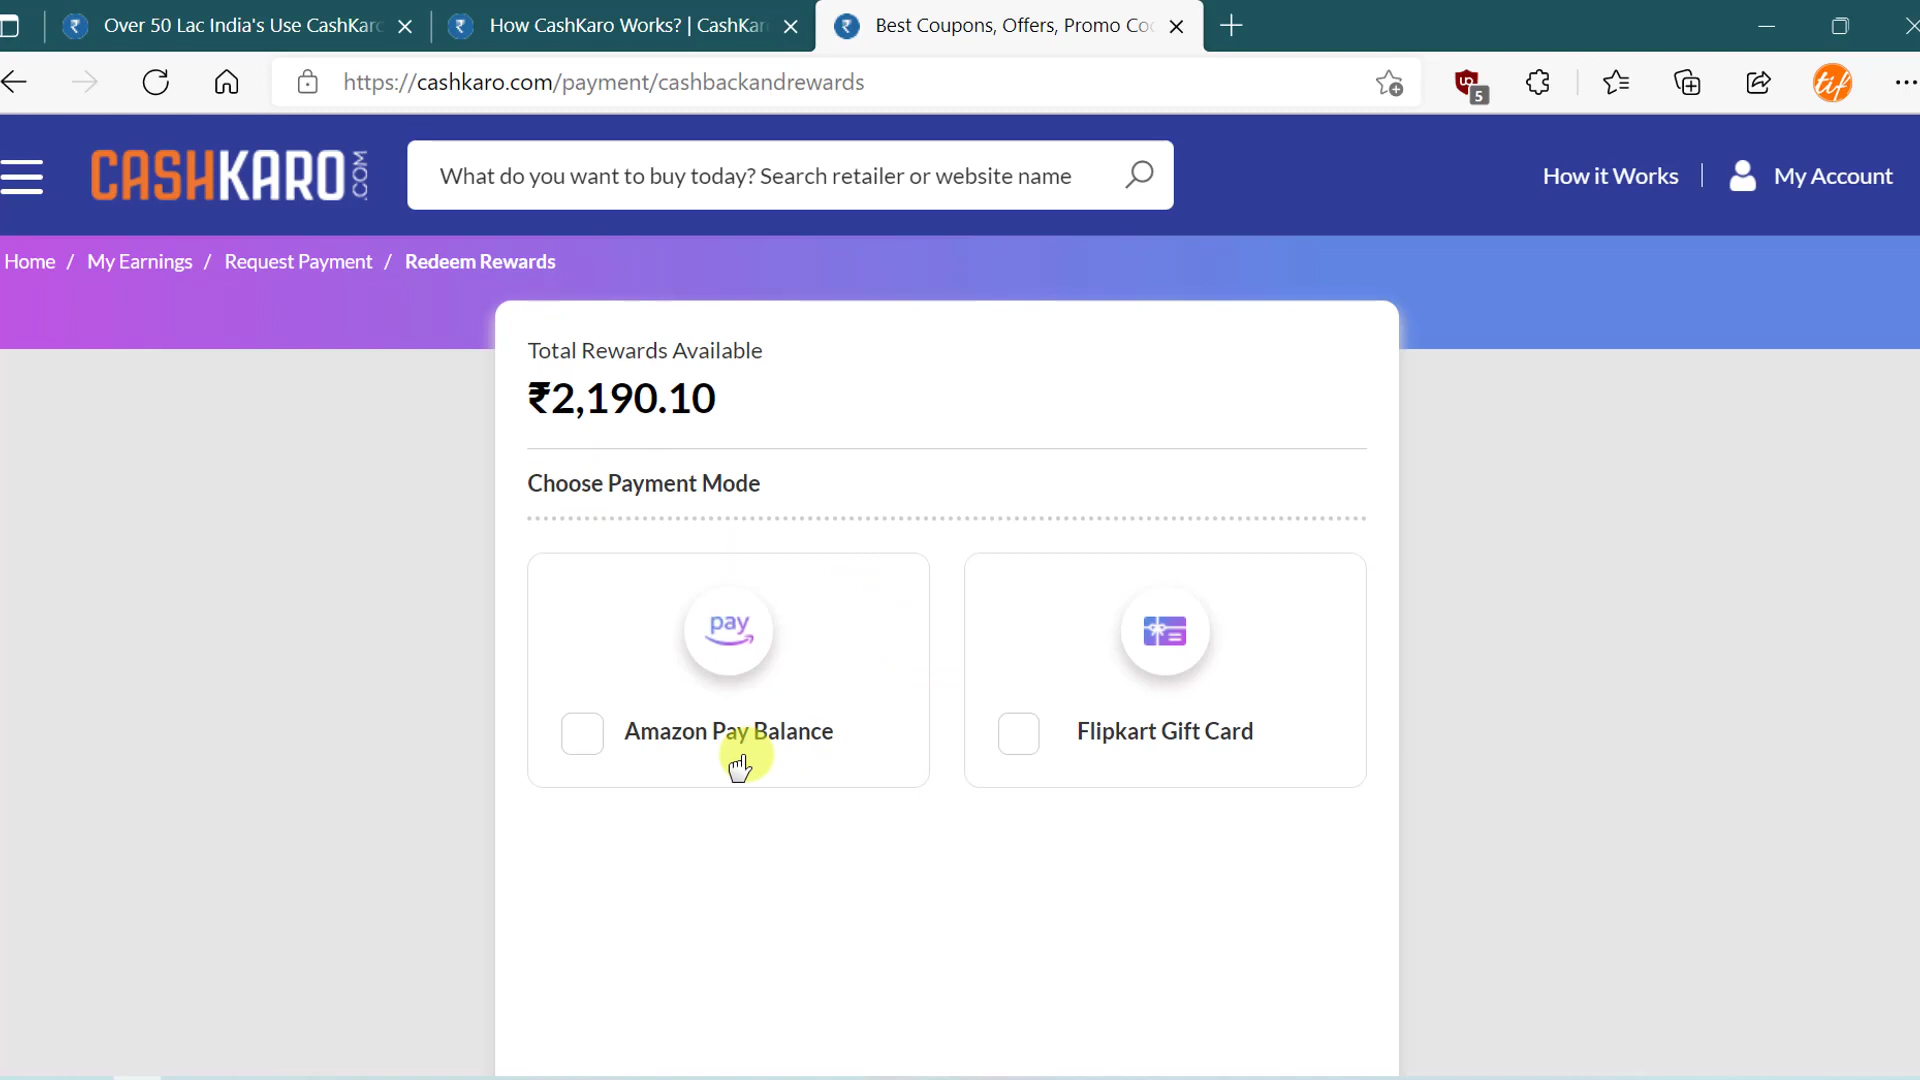 Over 50 Lac India's Use CashKaro
How CashKaro Works? | CashKar
Best Coupons, Offers, Promo Co
https://cashkaro.com/payment/cashbackandrewards
5
tif
CASHKARO.COM
What do you want to buy today? Search retailer or website name
How it Works
My Account
Home / My Earnings / Request Payment / Redeem Rewards
Total Rewards Available
₹2,190.10
Choose Payment Mode
pay
Amazon Pay Balance
Flipkart Gift Card